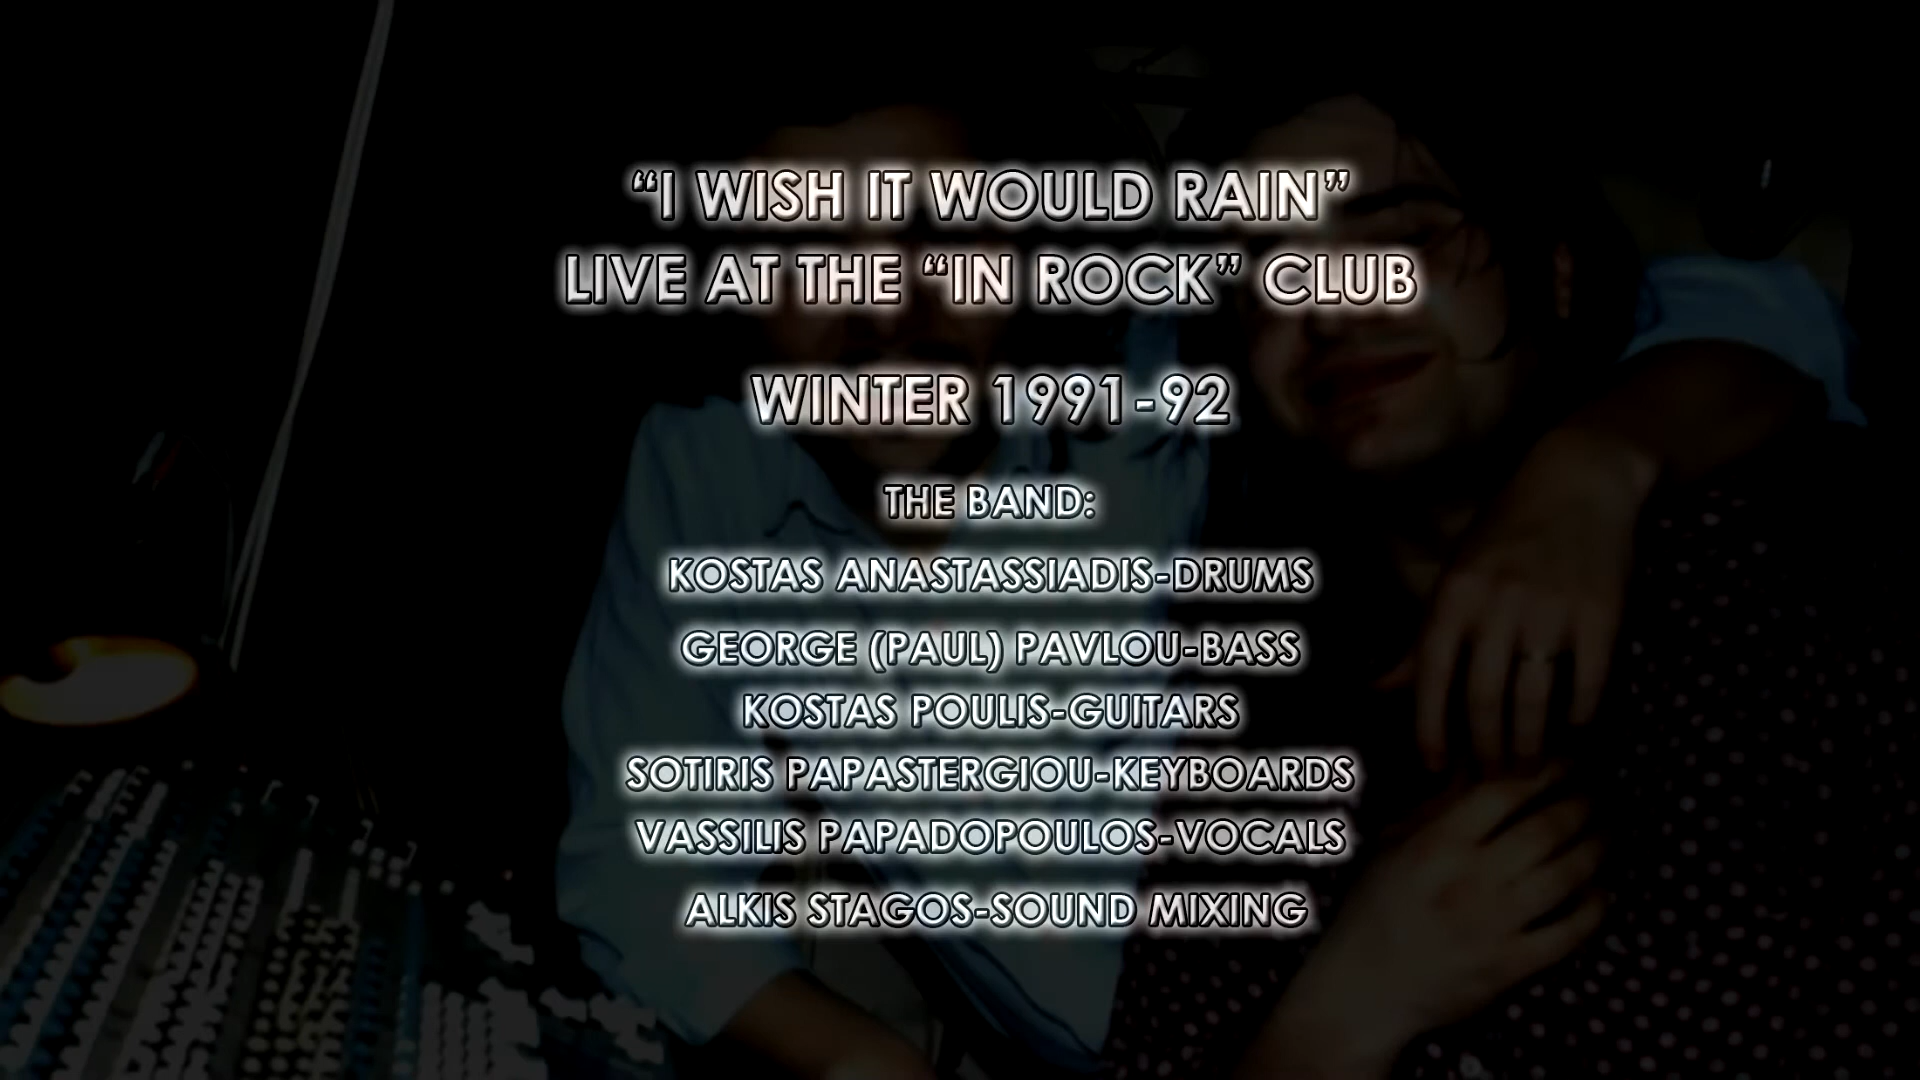 “I WISH IT WOULD RAIN”
LIVE AT THE “IN ROCK” CLUB
WINTER 1991-92
THE BAND:
KOSTAS ANASTASSIADIS-DRUMS
GEORGE (PAUL) PAVLOU-BASS
KOSTAS POULIS-GUITARS
SOTIRIS PAPASTERGIOU-KEYBOARDS
VASSILIS PAPADOPOULOS-VOCALS
ALKIS STAGOS-SOUND MIXING